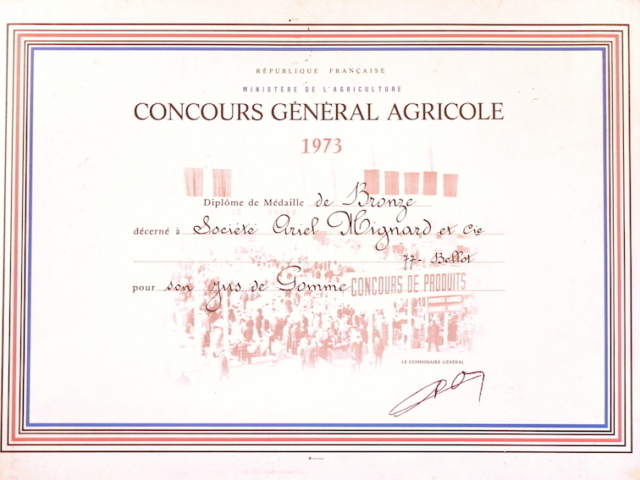 RÉPUBLIQUE FRANÇAISE
MINISTÈRE DE L'AGRICULTURE
CONCOURS GÉNÉRAL AGRICOLE
1973
Diplôme de Médaille de Bronze
décerné à Société Ariel Mignard et Cie
77- Bellot
pour son Jus de Pomme
CONCOURS DE PRODUITS
LE COMMISSAIRE GÉNÉRAL